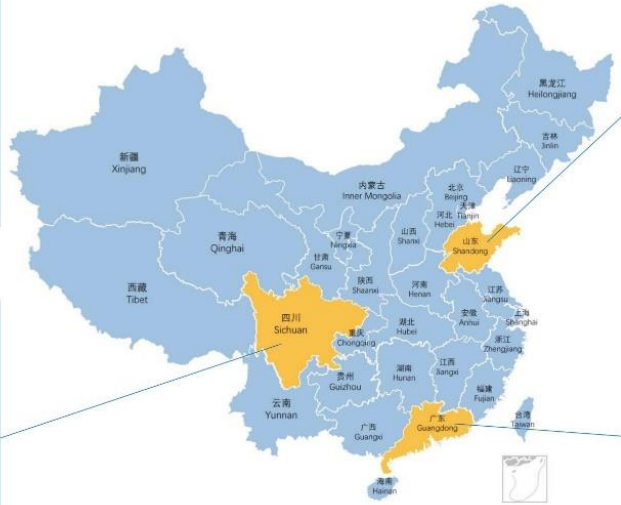 黑龙江
Heilongjiang
吉林
Jinlin
辽宁
Liaoning
新疆
Xinjiang
内蒙古
Inner Mongolia
北京
Beijing
天津
Tianjin
河北
Hebei
山西
Shanxi
山东
Shandong
青海
Qinghai
宁夏
Ningxia
甘肃
Gansu
西藏
Tibet
陕西
Shaanxi
河南
Henan
江苏
Jiangsu
安徽
Anhui
上海
Shanghai
四川
Sichuan
重庆
Chongqing
湖北
Hubei
浙江
Zhengjiang
湖南
Hunan
江西
Jiangxi
贵州
Guizhou
福建
Fujian
云南
Yunnan
广西
Guangxi
广东
Guangdong
台湾
Taiwan
海南
Hainan